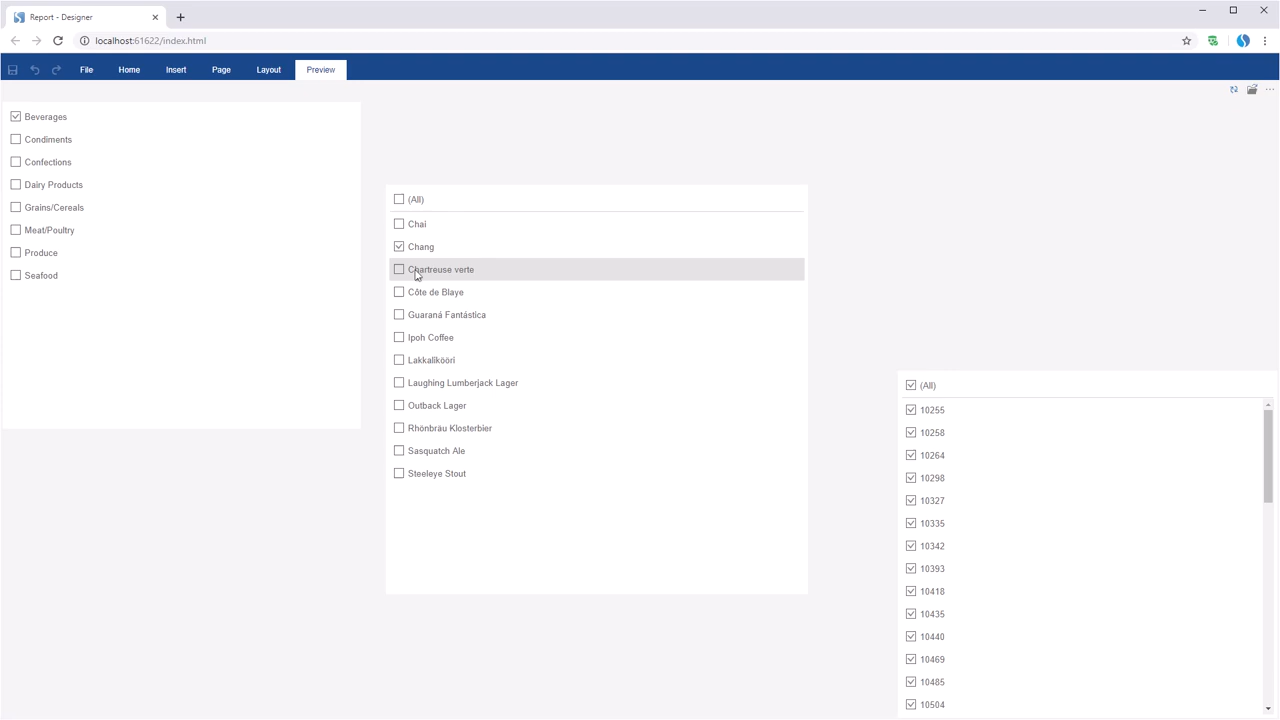 Report - Designer
localhost:61622/index.html
File Home Insert Page Layout Preview
Beverages
Condiments
Confections
Dairy Products
Grains/Cereals
Meat/Poultry
Produce
Seafood
(All)
Chai
Chang
Chartreuse verte
Côte de Blaye
Guaraná Fantástica
Ipoh Coffee
Lakkalikööri
Laughing Lumberjack Lager
Outback Lager
Rhönbräu Klosterbier
Sasquatch Ale
Steeleye Stout
(All)
10255
10258
10264
10298
10327
10335
10342
10393
10418
10435
10440
10469
10485
10504